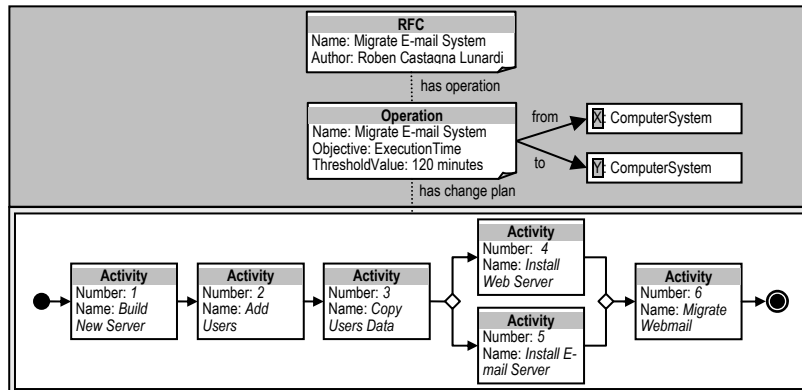 RFC
Name: Migrate E-mail System
Author: Roben Castagna Lunardi
has operation
Operation
Name: Migrate E-mail System
Objective: ExecutionTime
ThresholdValue: 120 minutes
from
X: ComputerSystem
to
Y: ComputerSystem
has change plan
Activity
Number: 1
Name: Build
New Server
Activity
Number: 2
Name: Add
Users
Activity
Number: 3
Name: Copy
Users Data
Activity
Number: 4
Name: Install
Web Server
Activity
Number: 5
Name: Install E-
mail Server
Activity
Number: 6
Name: Migrate
Webmail